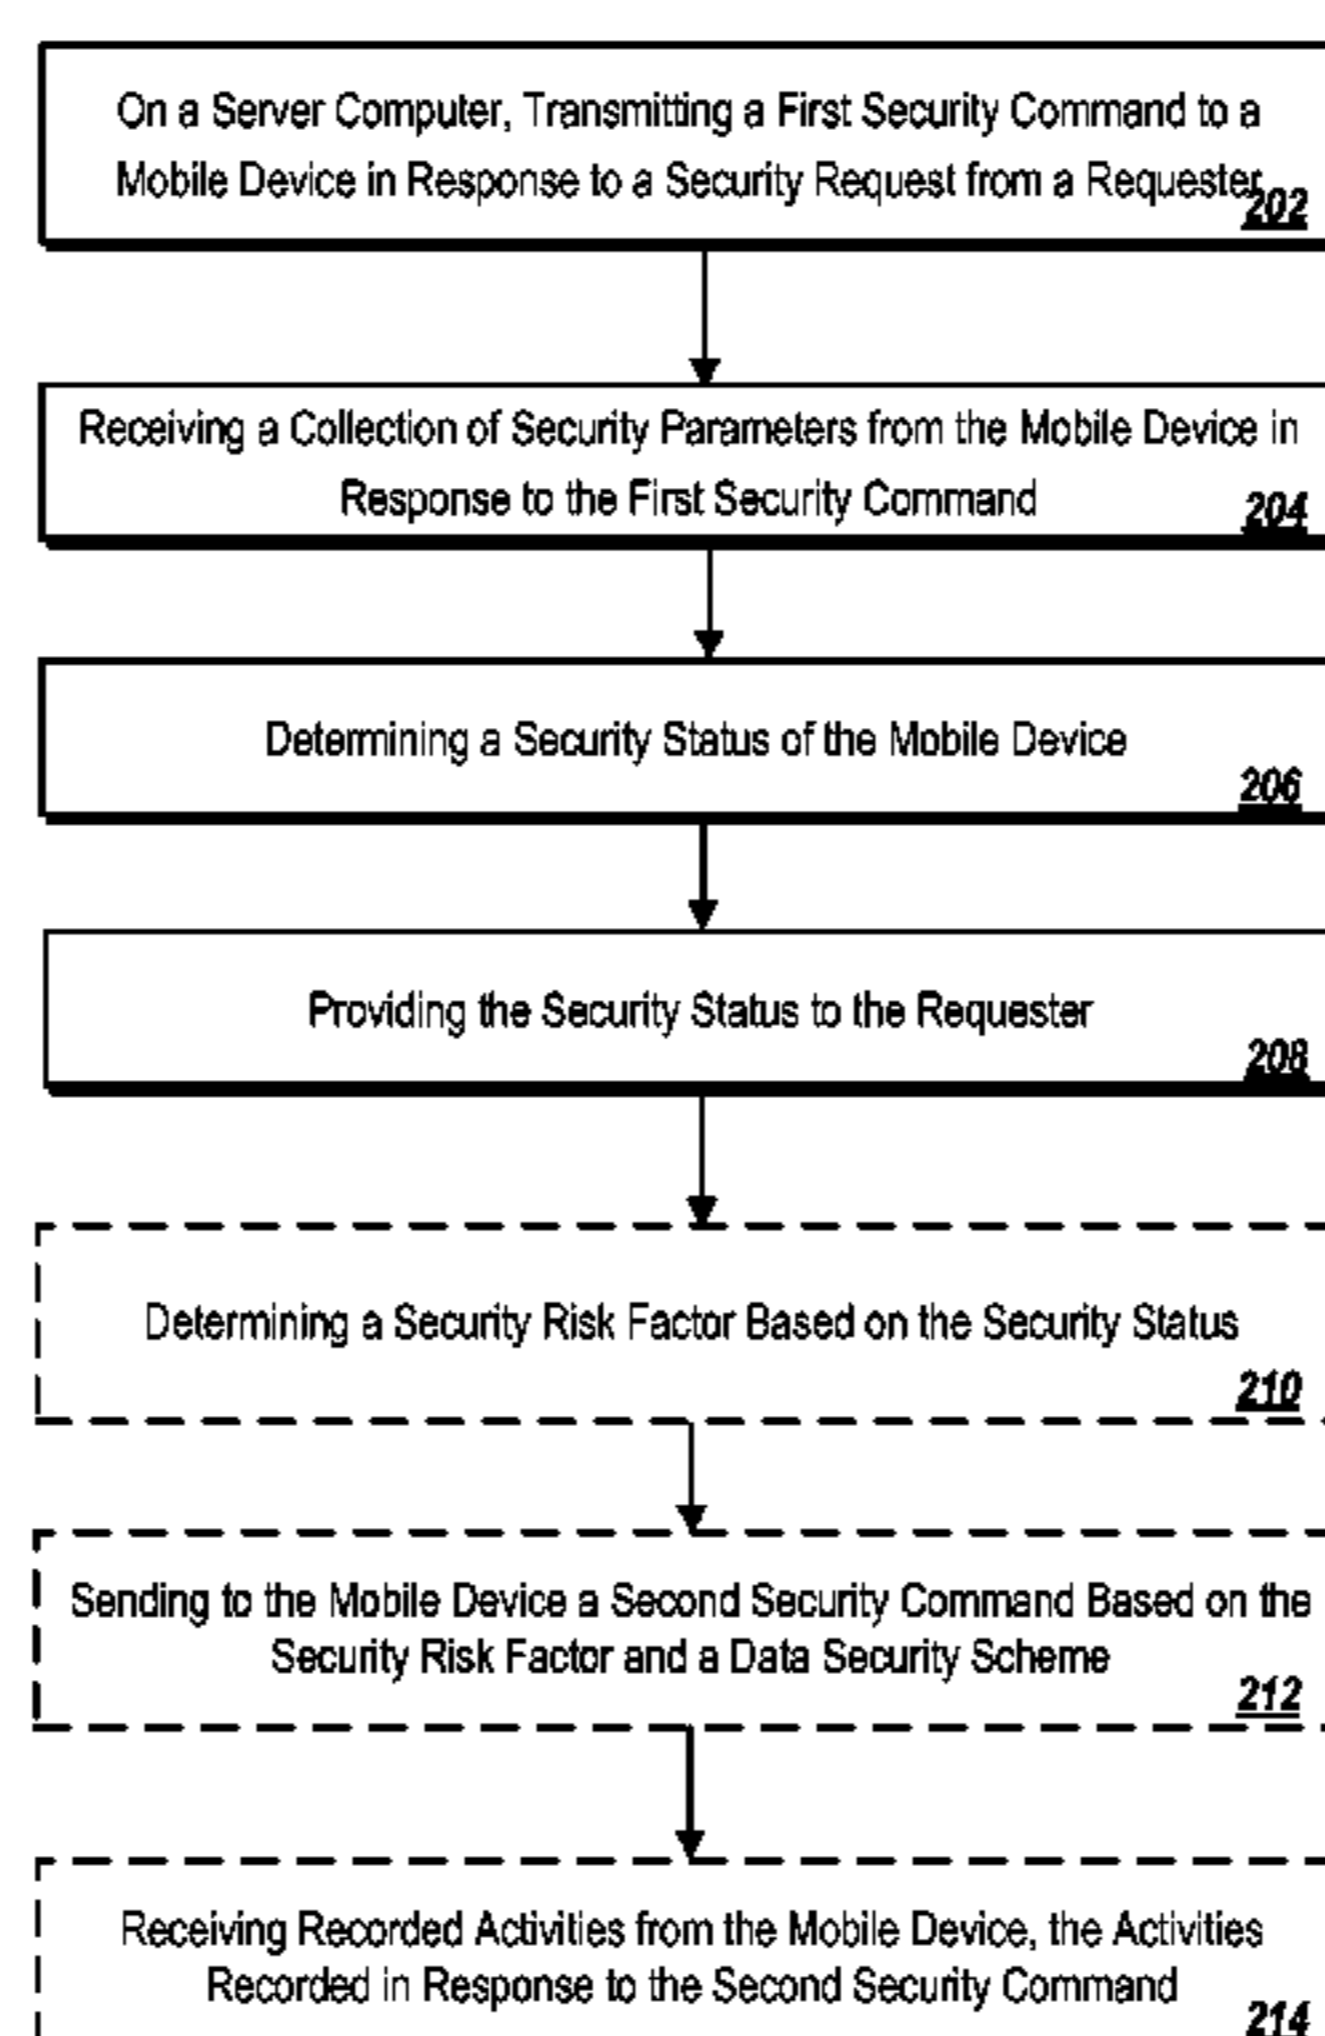 On a Server Computer, Transmitting a First Security Command to a
Mobile Device in Response to a Security Request from a Requester
202
Receiving a Collection of Security Parameters from the Mobile Device in
Response to the First Security Command
204
Determining a Security Status of the Mobile Device
206
Providing the Security Status to the Requester
208
Determining a Security Risk Factor Based on the Security Status
210
Sending to the Mobile Device a Second Security Command Based on the
Security Risk Factor and a Data Security Scheme
212
Receiving Recorded Activities from the Mobile Device, the Activities
Recorded in Response to the Second Security Command
214